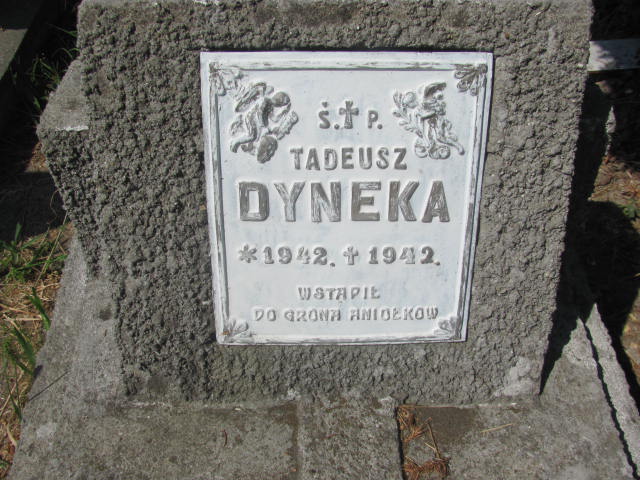 Ś.✝P.
TADEUSZ
DYNEKA
*1942.✝1942.
WSTĄPIŁ
DO GRONA ANIOŁKÓW